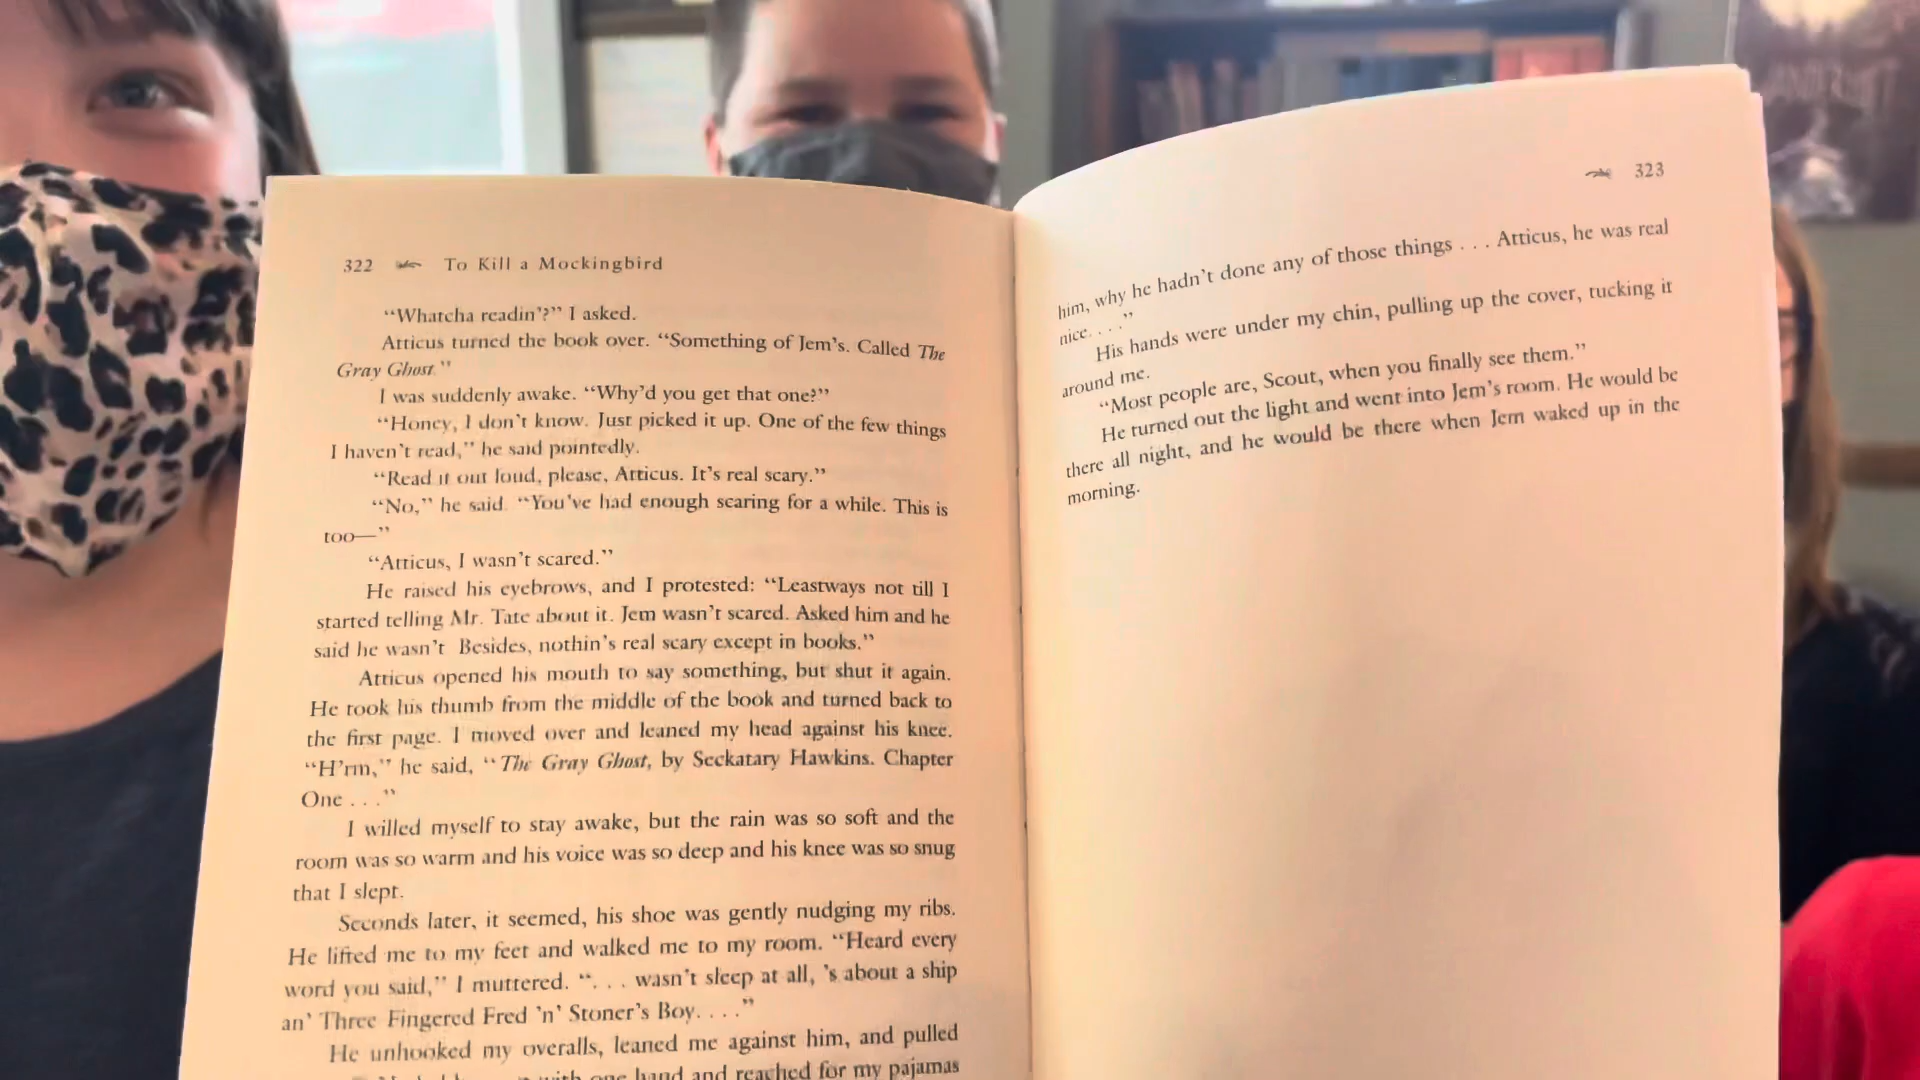 322 To Kill a Mockingbird
“Whatcha readin’?” I asked.
Atticus turned the book over. “Something of Jem’s. Called The
Gray Ghost.”
I was suddenly awake. “Why’d you get that one?”
“Honey, I don’t know. Just picked it up. One of the few things
I haven’t read,” he said pointedly.
“Read it out loud, please, Atticus. It’s real scary.”
“No,” he said. “You’ve had enough scaring for a while. This is
too—”
“Atticus, I wasn’t scared.”
He raised his eyebrows, and I protested: “Leastways not till I
started telling Mr. Tate about it. Jem wasn’t scared. Asked him and he
said he wasn’t. Besides, nothin’s real scary except in books.”
Atticus opened his mouth to say something, but shut it again.
He took his thumb from the middle of the book and turned back to
the first page. I moved over and leaned my head against his knee.
“H’rm,” he said, “The Gray Ghost, by Seckatary Hawkins. Chapter
One . . .”
I willed myself to stay awake, but the rain was so soft and the
room was so warm and his voice was so deep and his knee was so snug
that I slept.
Seconds later, it seemed, his shoe was gently nudging my ribs.
He lifted me to my feet and walked me to my room. “Heard every
word you said,” I muttered. “. . . wasn’t sleep at all, ’s about a ship
an’ Three Fingered Fred ’n’ Stoner’s Boy. . . .”
He unhooked my overalls, leaned me against him, and pulled
with one hand and reached for my pajamas
323
him, why he hadn’t done any of those things . . . Atticus, he was real
nice. . . .”
His hands were under my chin, pulling up the cover, tucking it
around me.
“Most people are, Scout, when you finally see them.”
He turned out the light and went into Jem’s room. He would be
there all night, and he would be there when Jem waked up in the
morning.